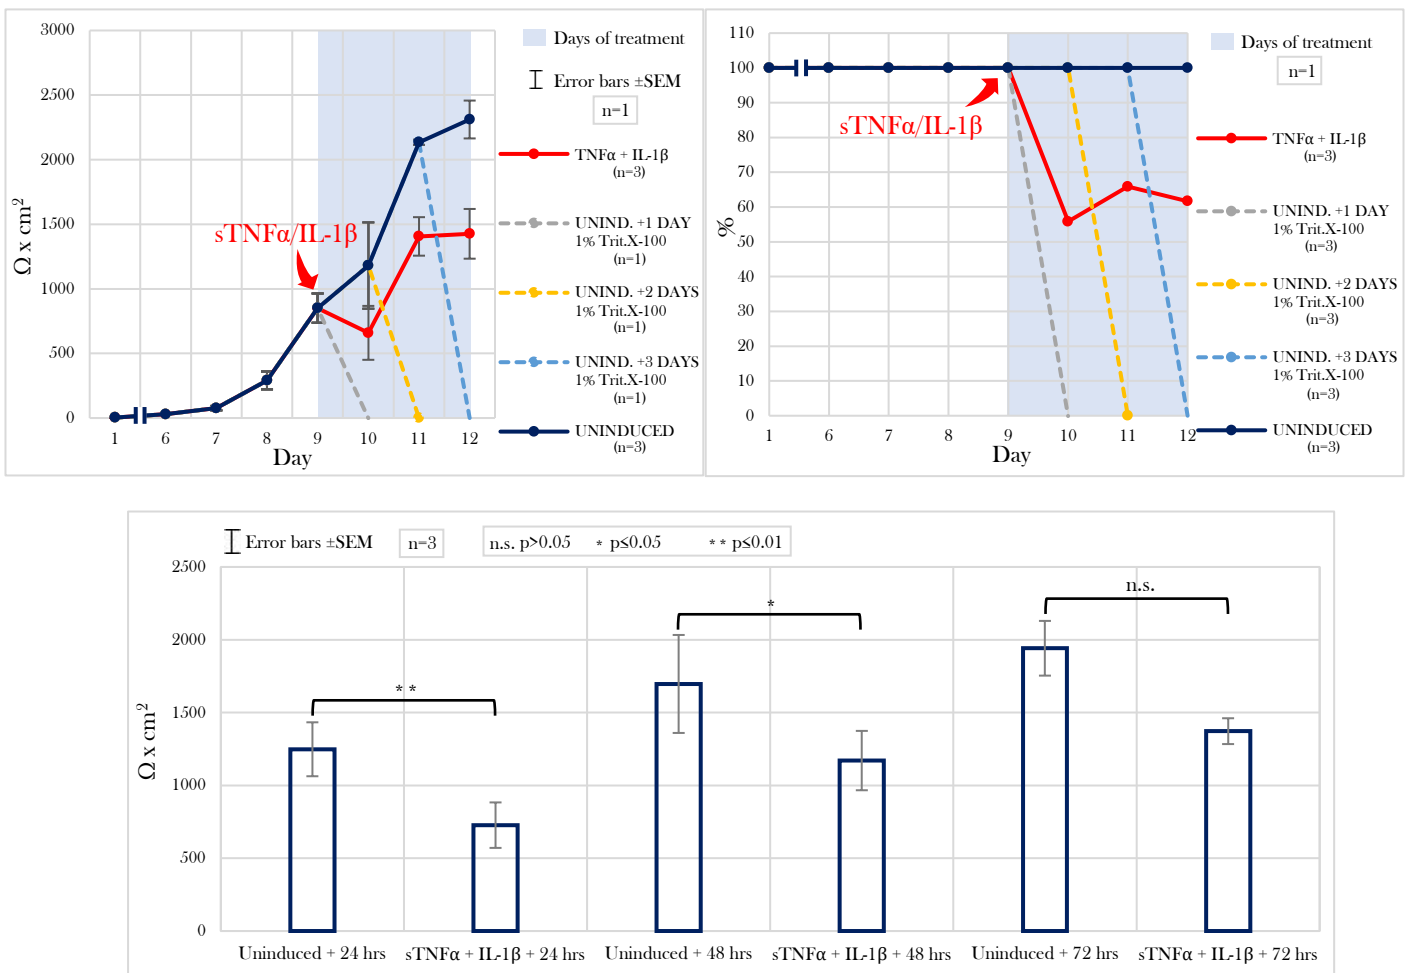 3000
2500
2000
1500
1000
500
0
Ω x cm²
1 6 7 8 9 10 11 12
Day
sTNFα/IL-1β
Days of treatment
Error bars ±SEM
n=1
TNFα + IL-1β
(n=3)
UNIND. +1 DAY
1% Trit.X-100
(n=1)
UNIND. +2 DAYS
1% Trit.X-100
(n=1)
UNIND. +3 DAYS
1% Trit.X-100
(n=1)
UNINDUCED
(n=3)
110
100
90
80
70
60
50
40
30
20
10
0
%
1 6 7 8 9 10 11 12
Day
sTNFα/IL-1β
Days of treatment
n=1
TNFα + IL-1β
(n=3)
UNIND. +1 DAY
1% Trit.X-100
(n=3)
UNIND. +2 DAYS
1% Trit.X-100
(n=3)
UNIND. +3 DAYS
1% Trit.X-100
(n=3)
UNINDUCED
(n=3)
Error bars ±SEM n=3 n.s. p>0.05 * p≤0.05 ** p≤0.01
2500
2000
1500
1000
500
0
Ω x cm²
**
*
n.s.
Uninduced + 24 hrs sTNFα + IL-1β + 24 hrs Uninduced + 48 hrs sTNFα + IL-1β + 48 hrs Uninduced + 72 hrs sTNFα + IL-1β + 72 hrs